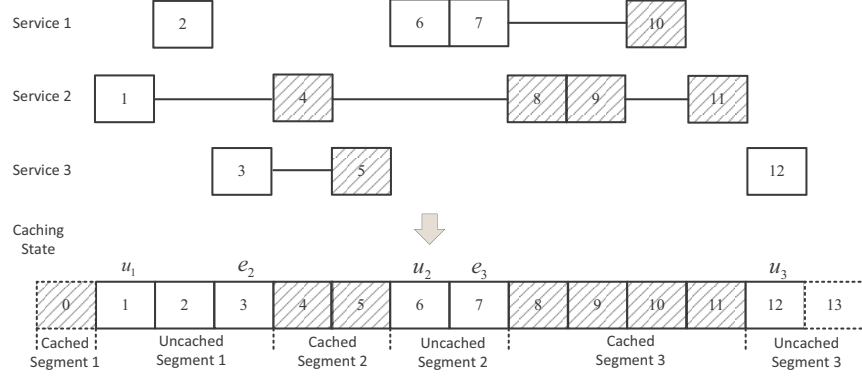 Service 1
2 6 7 10
Service 2
1 4 8 9 11
Service 3
3 5 12
Caching
State
u1 e2 u2 e3 u3
0 1 2 3 4 5 6 7 8 9 10 11 12 13
Cached
Segment 1
Uncached
Segment 1
Cached
Segment 2
Uncached
Segment 2
Cached
Segment 3
Uncached
Segment 3